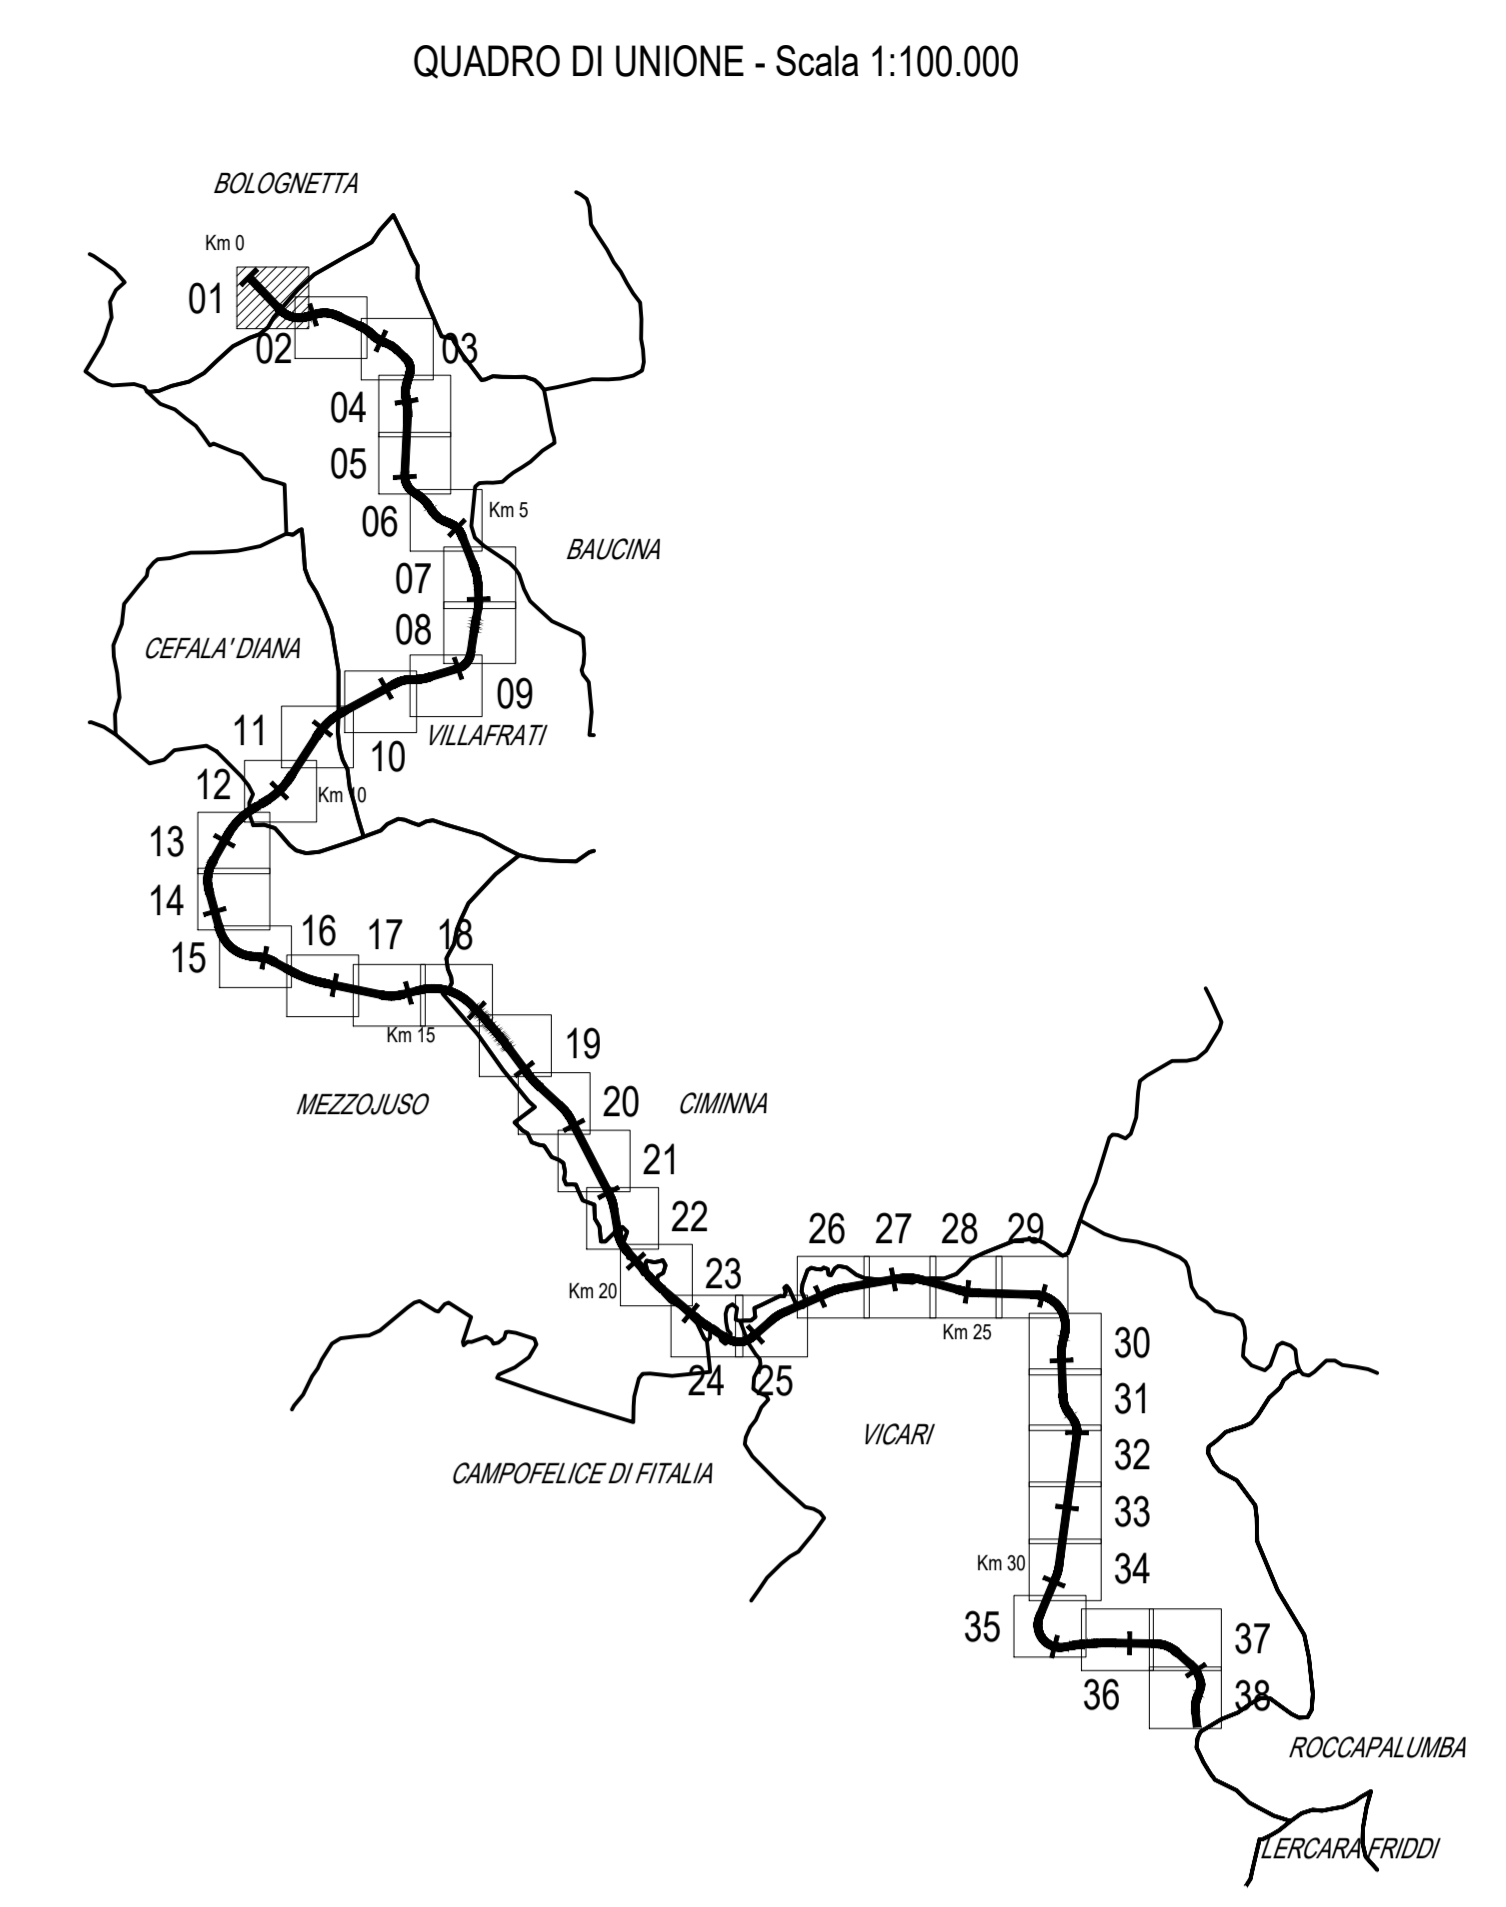 QUADRO DI UNIONE - Scala 1:100.000
BOLOGNETTA
Km 0
01
02
03
04
05
06
Km 5
BAUCINA
07
08
CEFALA' DIANA
09
VILLAFRATI
11
10
12
Km 10
13
14
15
16
17
18
Km 15
19
MEZZOJUSO
CIMINNA
20
21
22
26
27
28
29
23
Km 20
Km 25
30
24
25
31
VICARI
32
CAMPOFELICE DI FITALIA
33
Km 30
34
35
37
36
38
ROCCAPALUMBA
LERCARA FRIDDI